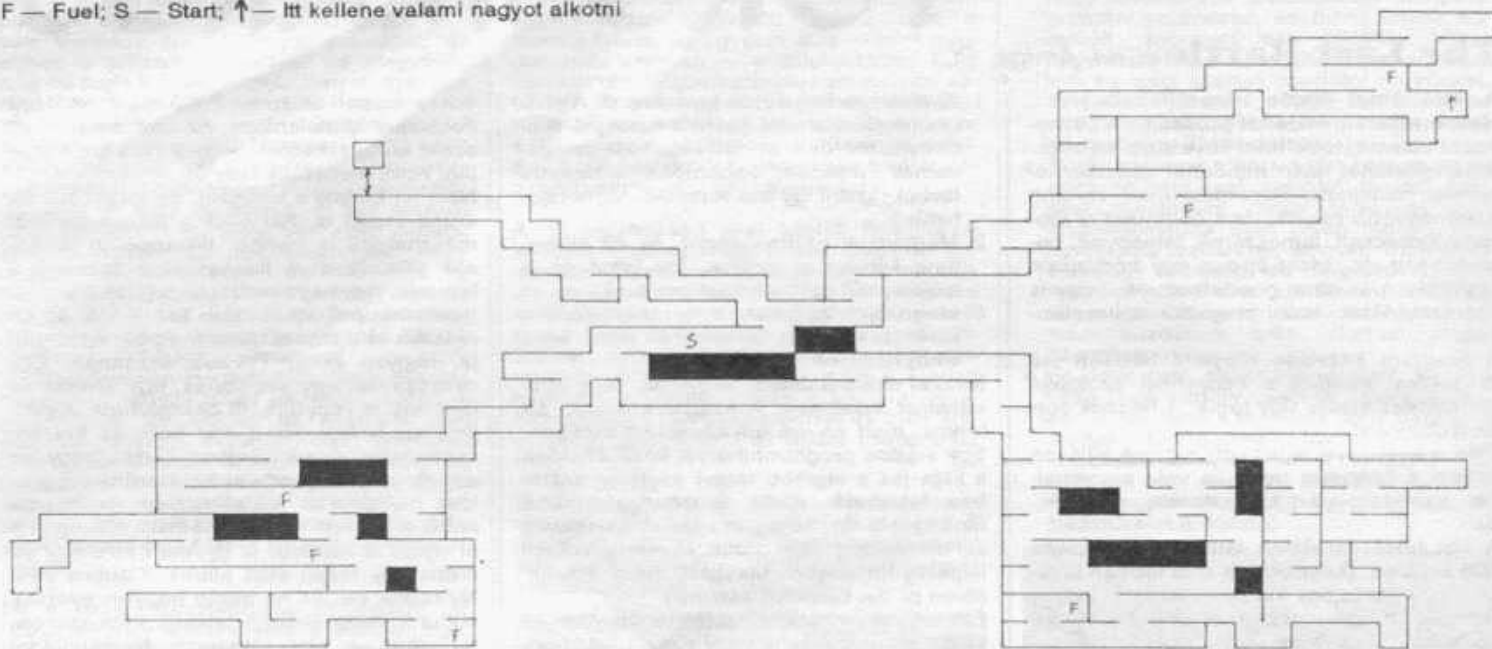 F — Fuel; S — Start; ↑ — Itt kellene valami nagyot alkotni
F
↑
F
S
F
F
F
F